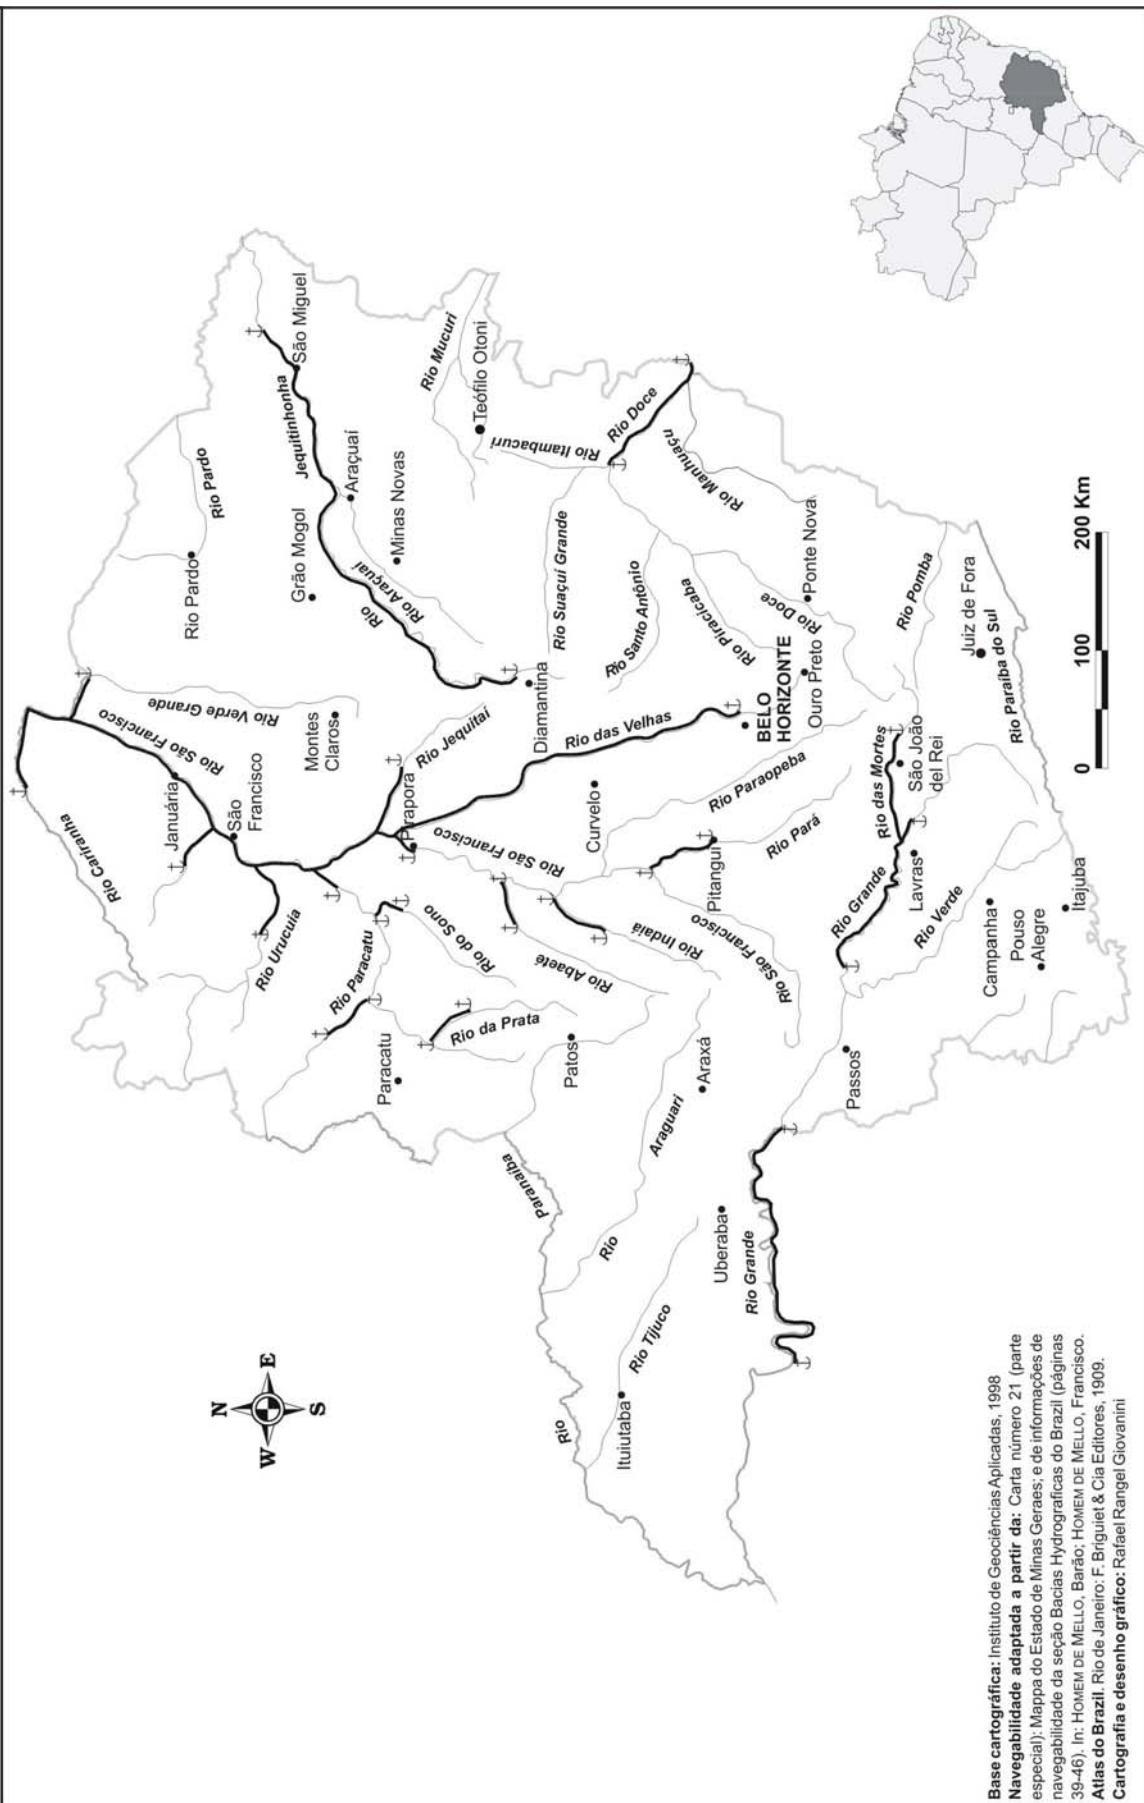 N
W
E
S
Rio Carinranha
Januária
São
Francisco
Rio São Francisco
Rio Verde Grande
Montes
Claros
Rio Pardo
Rio Pardo
Grão Mogol
Rio
Jequitinhonha
São Miguel
Araçuaí
Rio Araçuaí
Minas Novas
Rio Mucuri
Teófilo Otoni
Rio Itambacuri
Rio Urucuia
Rio Paracatu
Paracatu
Rio do Sono
Rio da Prata
Patos
Pirapora
Rio Jequitaí
Diamantina
Rio São Francisco
Rio Abaeté
Rio Indaiá
Curvelo
Rio das Velhas
Rio Suaçuí Grande
Rio Santo Antônio
Rio Doce
Rio Manhuaçu
Rio Piracicaba
Rio Doce
Ponte Nova
BELO
HORIZONTE
Ouro Preto
Rio Paraopeba
Rio Pará
Pitangui
Rio São Francisco
Rio
Paranaíba
Rio
Araguari
Araxá
Ituiutaba
Rio Tijuco
Uberaba
Rio Grande
Passos
Rio Grande
Rio das Mortes
São João
del Rei
Lavras
Rio Verde
Campanha
Pouso
Alegre
Itajuba
Rio Pomba
Juiz de Fora
Rio Paraíba do Sul
0 100 200 Km
Base cartográfica: Instituto de Geociências Aplicadas, 1998
Navegabilidade adaptada a partir da: Carta número 21 (parte
especial): Mappa do Estado de Minas Geraes; e de informações de
navegabilidade da seção Bacias Hydrograficas do Brazil (páginas
39-46). In: HOMEM DE MELLO, Barão; HOMEM DE MELLO, Francisco.
Atlas do Brazil. Rio de Janeiro: F. Briguiet & Cia Editores, 1909.
Cartografia e desenho gráfico: Rafael Rangel Giovanini